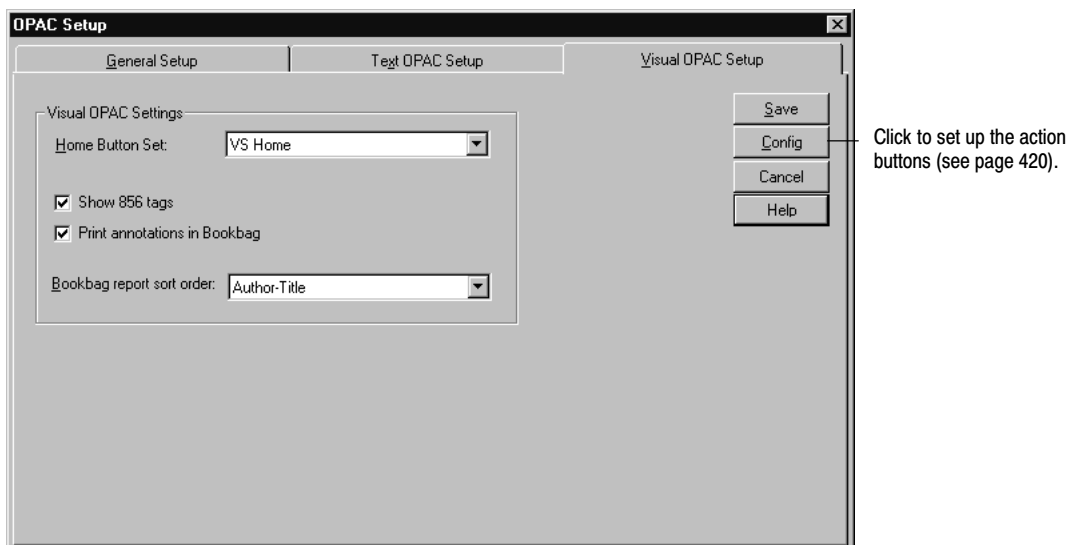 OPAC Setup
General Setup
Text OPAC Setup
Visual OPAC Setup
Visual OPAC Settings
Home Button Set:
VS Home
Show 856 tags
Print annotations in Bookbag
Bookbag report sort order:
Author-Title
Save
Config
Cancel
Help
Click to set up the action
buttons (see page 420).